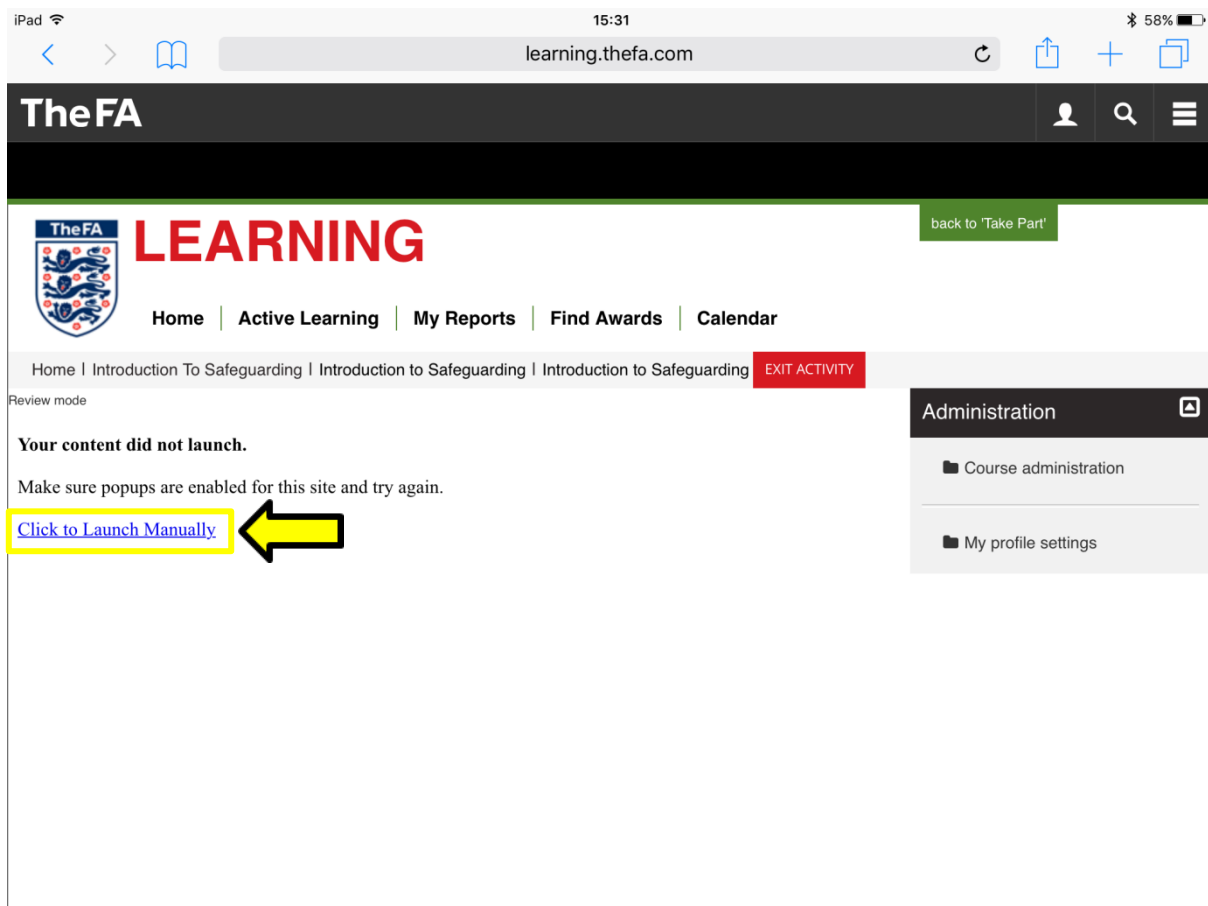 iPad 15:31 58%
learning.thefa.com
TheFA
TheFA
LEARNING
back to 'Take Part'
Home Active Learning My Reports Find Awards Calendar
Home | Introduction To Safeguarding | Introduction to Safeguarding | Introduction to Safeguarding EXIT ACTIVITY
Review mode
Administration
Your content did not launch.
Course administration
Make sure popups are enabled for this site and try again.
Click to Launch Manually
My profile settings